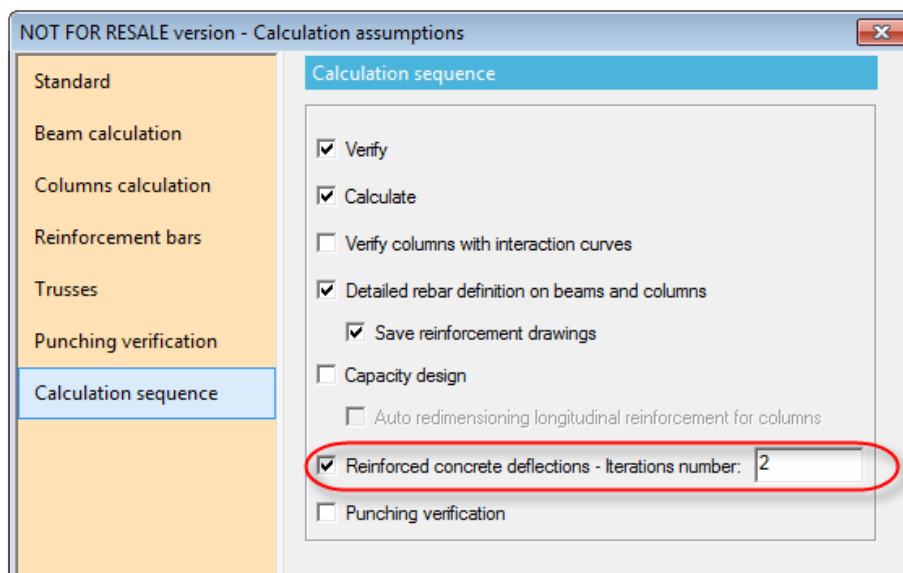 NOT FOR RESALE version - Calculation assumptions
Standard
Beam calculation
Columns calculation
Reinforcement bars
Trusses
Punching verification
Calculation sequence
Calculation sequence
Verify
Calculate
Verify columns with interaction curves
Detailed rebar definition on beams and columns
Save reinforcement drawings
Capacity design
Auto redimensioning longitudinal reinforcement for columns
Reinforced concrete deflections - Iterations number: 2
Punching verification